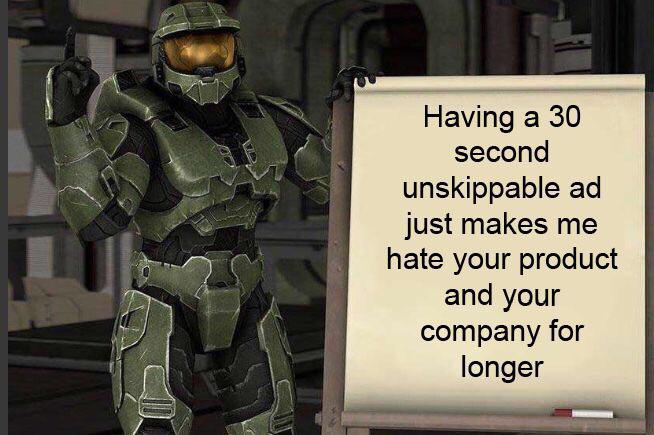 Having a 30
second
unskippable ad
just makes me
hate your product
and your
company for
longer